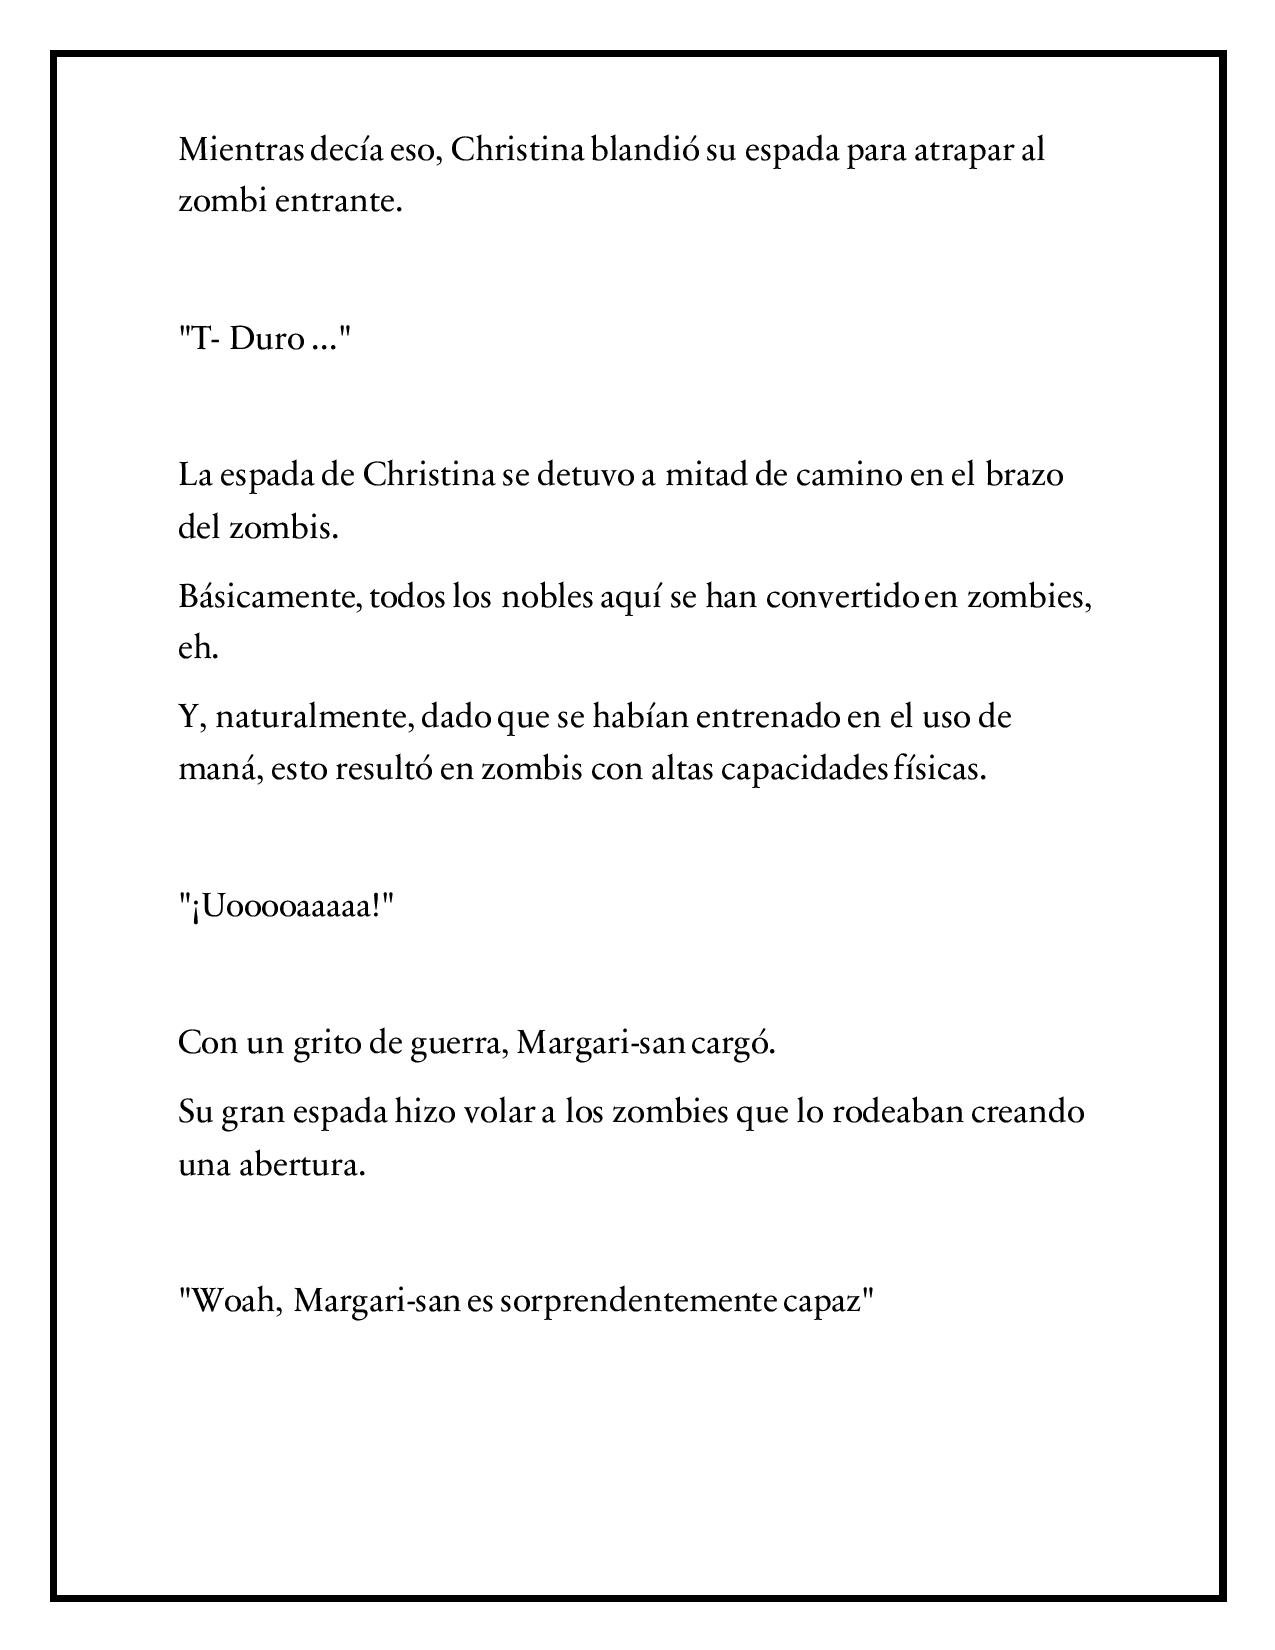 Mientras decía eso, Christina blandió su espada para atrapar al
zombi entrante.
"T- Duro ..."
La espada de Christina se detuvo a mitad de camino en el brazo
del zombis.
Básicamente, todos los nobles aquí se han convertido en zombies,
eh.
Y, naturalmente, dado que se habían entrenado en el uso de
maná, esto resultó en zombis con altas capacidades físicas.
"¡Uooooaaaaa!"
Con un grito de guerra, Margari-san cargó.
Su gran espada hizo volar a los zombies que lo rodeaban creando
una abertura.
"Woah, Margari-san es sorprendentemente capaz"